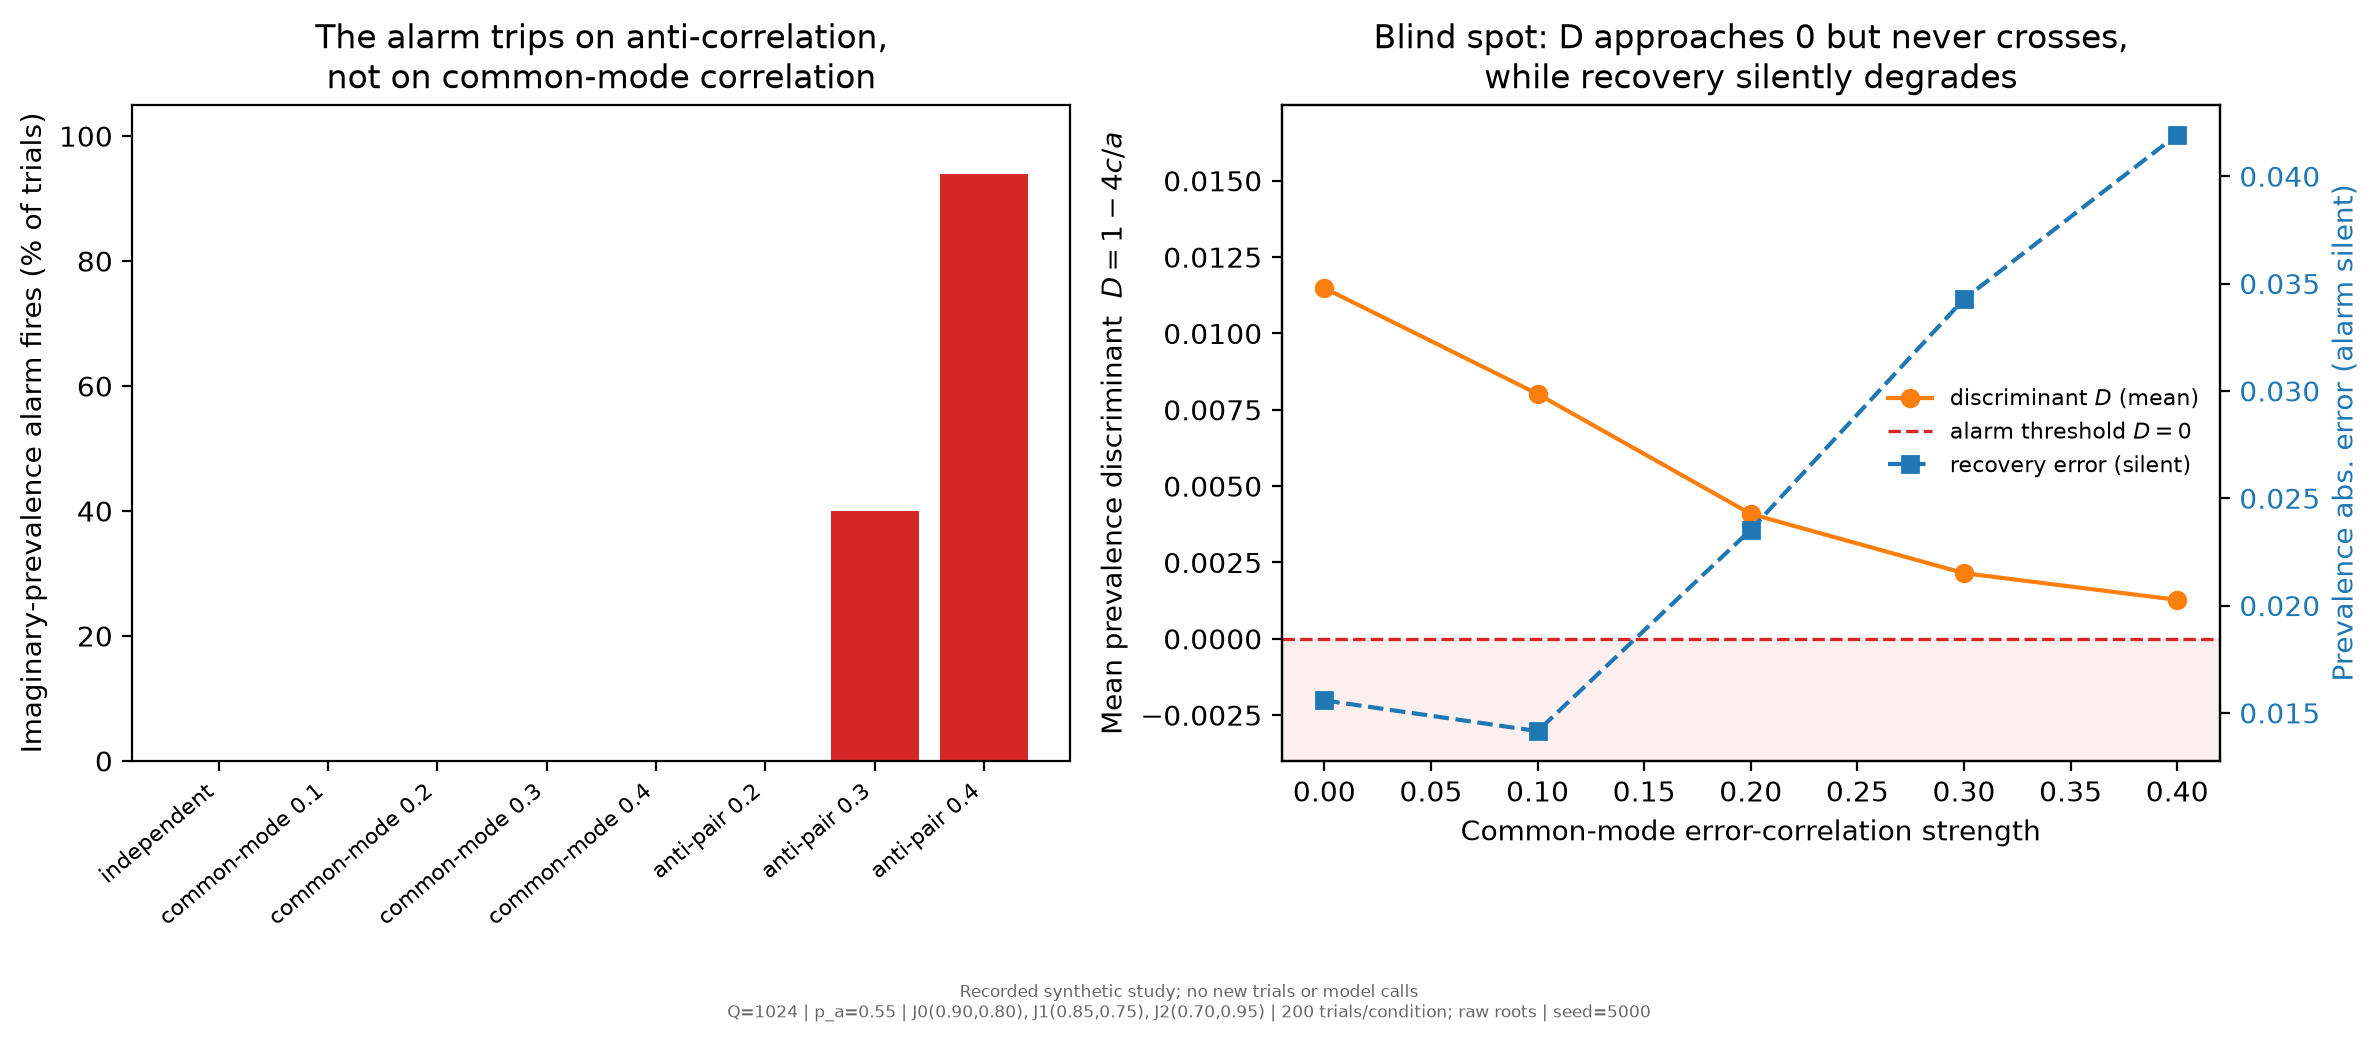 The alarm trips on anti-correlation,
not on common-mode correlation
Imaginary-prevalence alarm fires (% of trials)
100
80
60
40
20
0
independent
common-mode 0.1
common-mode 0.2
common-mode 0.3
common-mode 0.4
anti-pair 0.2
anti-pair 0.3
anti-pair 0.4
Blind spot: D approaches 0 but never crosses,
while recovery silently degrades
Mean prevalence discriminant D = 1 − 4c/a
0.0150
0.0125
0.0100
0.0075
0.0050
0.0025
0.0000
−0.0025
discriminant D (mean)
alarm threshold D = 0
recovery error (silent)
0.040
0.035
0.030
0.025
0.020
0.015
Prevalence abs. error (alarm silent)
0.00 0.05 0.10 0.15 0.20 0.25 0.30 0.35 0.40
Common-mode error-correlation strength
Recorded synthetic study; no new trials or model calls
Q=1024 | p_a=0.55 | J0(0.90,0.80), J1(0.85,0.75), J2(0.70,0.95) | 200 trials/condition; raw roots | seed=5000